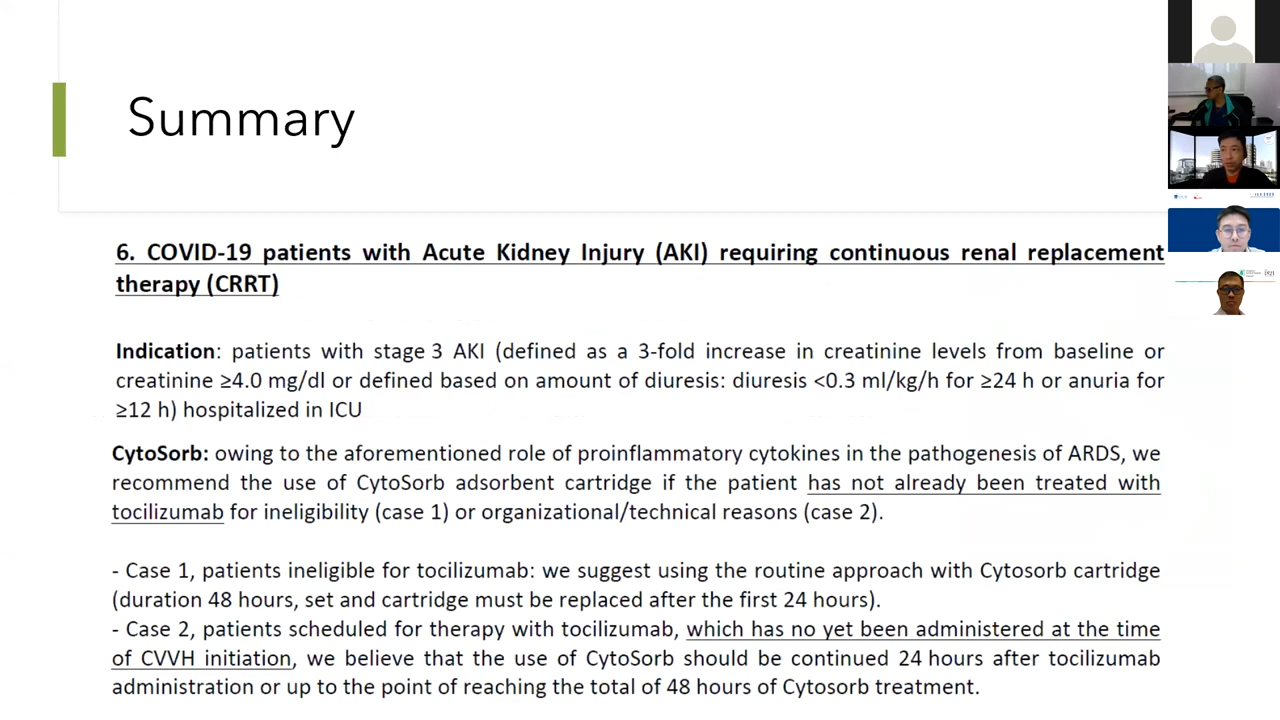 Summary
6. COVID-19 patients with Acute Kidney Injury (AKI) requiring continuous renal replacement
therapy (CRRT)
Indication: patients with stage 3 AKI (defined as a 3-fold increase in creatinine levels from baseline or
creatinine ≥4.0 mg/dl or defined based on amount of diuresis: diuresis <0.3 ml/kg/h for ≥24 h or anuria for
≥12 h) hospitalized in ICU
CytoSorb: owing to the aforementioned role of proinflammatory cytokines in the pathogenesis of ARDS, we
recommend the use of CytoSorb adsorbent cartridge if the patient has not already been treated with
tocilizumab for ineligibility (case 1) or organizational/technical reasons (case 2).
- Case 1, patients ineligible for tocilizumab: we suggest using the routine approach with Cytosorb cartridge
(duration 48 hours, set and cartridge must be replaced after the first 24 hours).
- Case 2, patients scheduled for therapy with tocilizumab, which has no yet been administered at the time
of CVVH initiation, we believe that the use of CytoSorb should be continued 24 hours after tocilizumab
administration or up to the point of reaching the total of 48 hours of Cytosorb treatment.